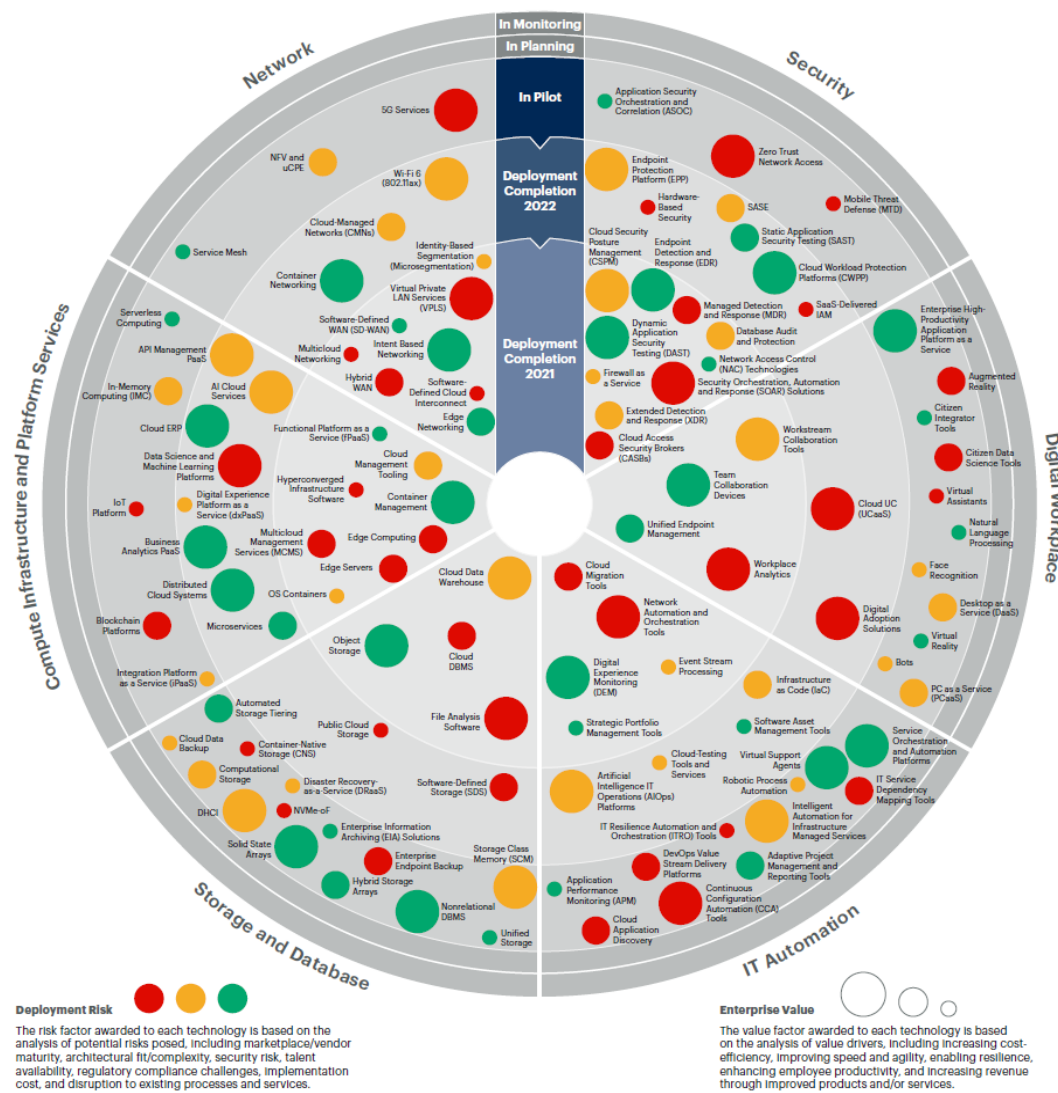 In Monitoring
In Planning
In Pilot
Deployment
Completion
2022
Deployment
Completion
2021
Network
5G Services
NFV and
uCPE
Wi-Fi 6
(802.11ax)
Cloud-Managed
Networks (CMNs)
Service Mesh
Identity-Based
Segmentation
(Microsegmentation)
Container
Networking
Virtual Private
LAN Services
(VPLS)
Software-Defined
WAN (SD-WAN)
Multicloud
Networking
Intent Based
Networking
Hybrid
WAN
Software-
Defined Cloud
Interconnect
Edge
Networking
Security
Application Security
Orchestration and
Correlation (ASOC)
Zero Trust
Network Access
Endpoint
Protection
Platform (EPP)
Hardware-
Based
Security
SASE
Mobile Threat
Defense (MTD)
Static Application
Security Testing (SAST)
Cloud Security
Posture
Management
(CSPM)
Endpoint
Detection and
Response (EDR)
Cloud Workload Protection
Platforms (CWPP)
Managed Detection
and Response (MDR)
SaaS-Delivered
IAM
Dynamic
Application
Security
Testing (DAST)
Database Audit
and Protection
Network Access Control
(NAC) Technologies
Firewall as
a Service
Security Orchestration, Automation
and Response (SOAR) Solutions
Extended Detection
and Response (XDR)
Cloud Access
Security Brokers
(CASBs)
Digital Workplace
Enterprise High-
Productivity
Application
Platform as a
Service
Augmented
Reality
Citizen
Integrator
Tools
Citizen Data
Science Tools
Workstream
Collaboration
Tools
Team
Collaboration
Devices
Cloud UC
(UCaaS)
Virtual
Assistants
Natural
Language
Processing
Unified Endpoint
Management
Workplace
Analytics
Face
Recognition
Desktop as a
Service (DaaS)
Digital
Adoption
Solutions
Virtual
Reality
Bots
PC as a Service
(PCaaS)
Compute Infrastructure and Platform Services
Serverless
Computing
API Management
PaaS
In-Memory
Computing (IMC)
AI Cloud
Services
Cloud ERP
Functional Platform as a
Service (fPaaS)
Data Science and
Machine Learning
Platforms
Cloud
Management
Tooling
Hyperconverged
Infrastructure
Software
IoT
Platform
Digital Experience
Platform as a
Service (dxPaaS)
Container
Management
Business
Analytics PaaS
Multicloud
Management
Services (MCMS)
Edge Computing
Edge Servers
Distributed
Cloud Systems
OS Containers
Blockchain
Platforms
Microservices
Integration Platform
as a Service (iPaaS)
Storage and Database
Cloud Data
Warehouse
Object
Storage
Cloud
DBMS
Automated
Storage Tiering
Public Cloud
Storage
File Analysis
Software
Cloud Data
Backup
Container-Native
Storage (CNS)
Computational
Storage
Disaster Recovery-
as-a-Service (DRaaS)
Software-Defined
Storage (SDS)
DHCI
NVMe-oF
Solid State
Arrays
Enterprise Information
Archiving (EIA) Solutions
Enterprise
Endpoint Backup
Storage Class
Memory (SCM)
Hybrid Storage
Arrays
Nonrelational
DBMS
Unified
Storage
IT Automation
Cloud
Migration
Tools
Network
Automation and
Orchestration
Tools
Digital
Experience
Monitoring
(DEM)
Event Stream
Processing
Infrastructure
as Code (IaC)
Strategic Portfolio
Management Tools
Software Asset
Management Tools
Service
Orchestration
and Automation
Platforms
Cloud-Testing
Tools and
Services
Virtual Support
Agents
Robotic Process
Automation
IT Service
Dependency
Mapping Tools
Artificial
Intelligence IT
Operations (AIOps)
Platforms
Intelligent
Automation for
Infrastructure
Managed Services
IT Resilience Automation and
Orchestration (ITRO) Tools
DevOps Value
Stream Delivery
Platforms
Adaptive Project
Management and
Reporting Tools
Application
Performance
Monitoring (APM)
Continuous
Configuration
Automation (CCA)
Tools
Cloud
Application
Discovery
Deployment Risk
The risk factor awarded to each technology is based on the
analysis of potential risks posed, including marketplace/vendor
maturity, architectural fit/complexity, security risk, talent
availability, regulatory compliance challenges, implementation
cost, and disruption to existing processes and services.
Enterprise Value
The value factor awarded to each technology is based
on the analysis of value drivers, including increasing cost-
efficiency, improving speed and agility, enabling resilience,
enhancing employee productivity, and increasing revenue
through improved products and/or services.